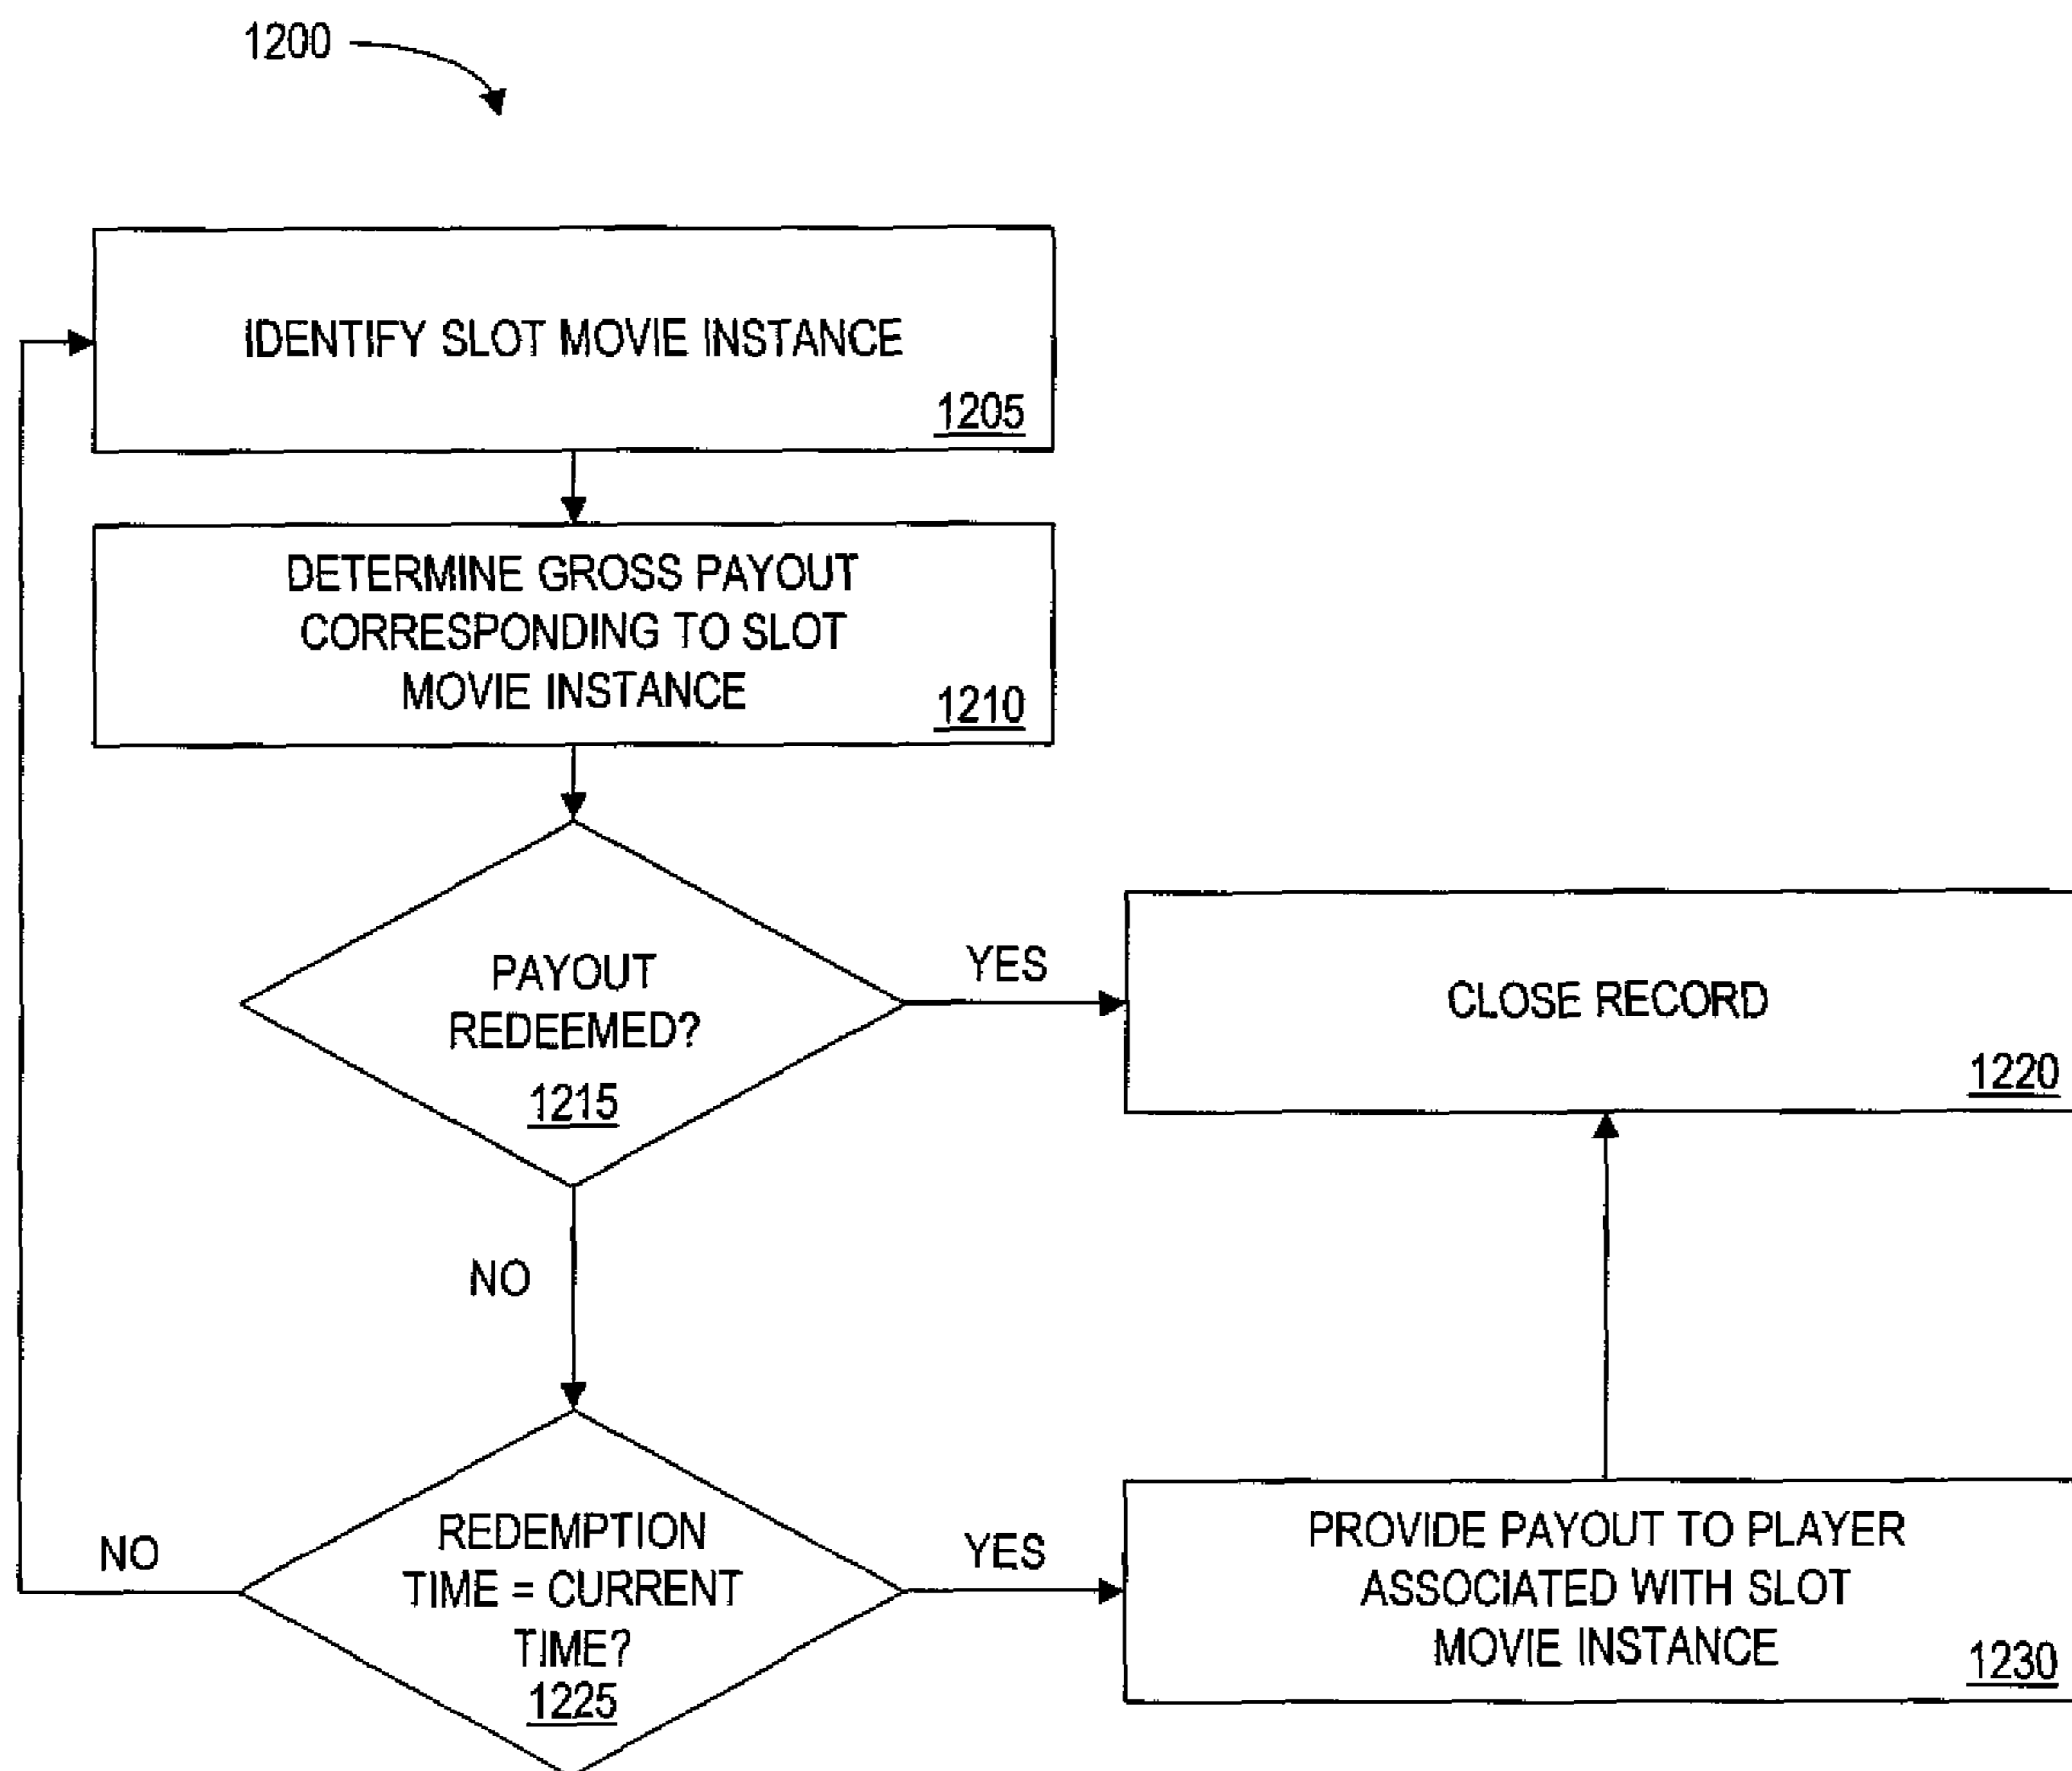 1200
IDENTIFY SLOT MOVIE INSTANCE
1205
DETERMINE GROSS PAYOUT
CORRESPONDING TO SLOT
MOVIE INSTANCE
1210
PAYOUT
REDEEMED?
1215
YES
CLOSE RECORD
1220
NO
REDEMPTION
TIME = CURRENT
TIME?
1225
NO
YES
PROVIDE PAYOUT TO PLAYER
ASSOCIATED WITH SLOT
MOVIE INSTANCE
1230